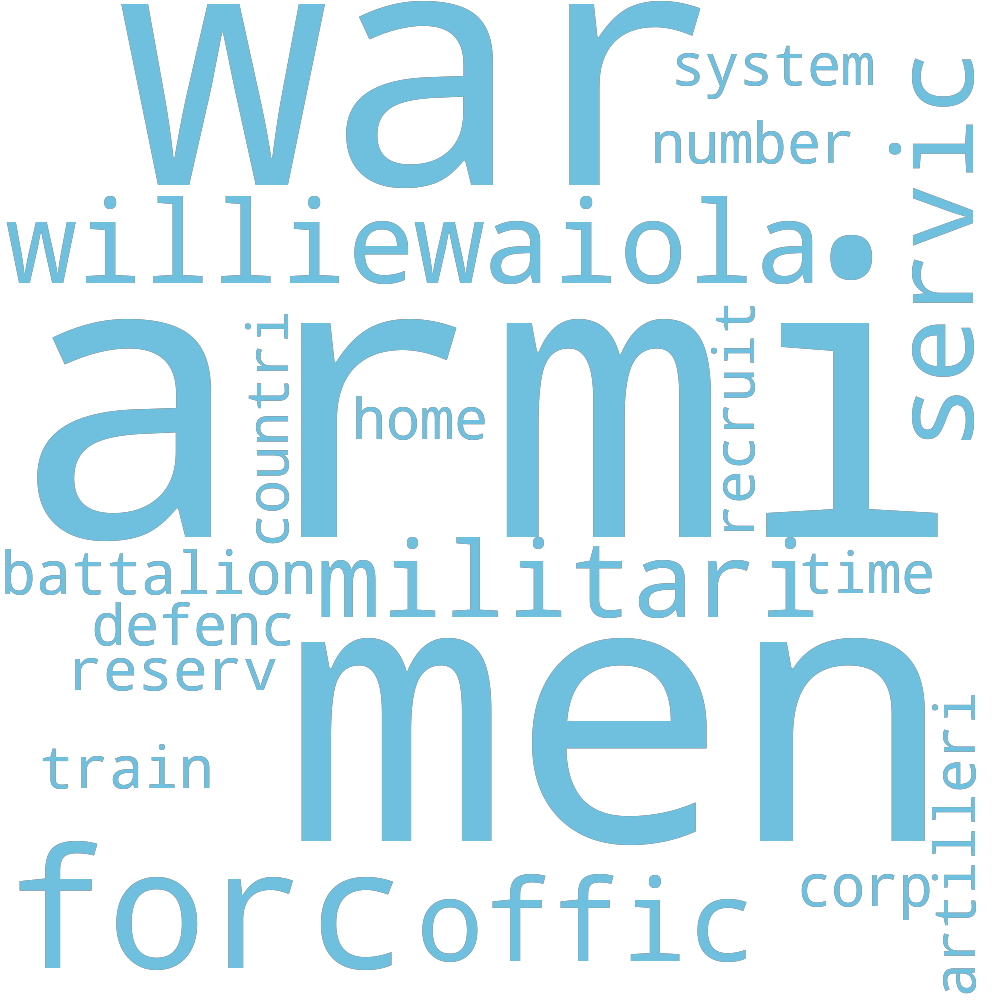 war
system
number
servic
williewaiola
armi
countri
home
recruit
battalion
militari
time
defenc
reserv
men
train
artilleri
forc
offic
corp